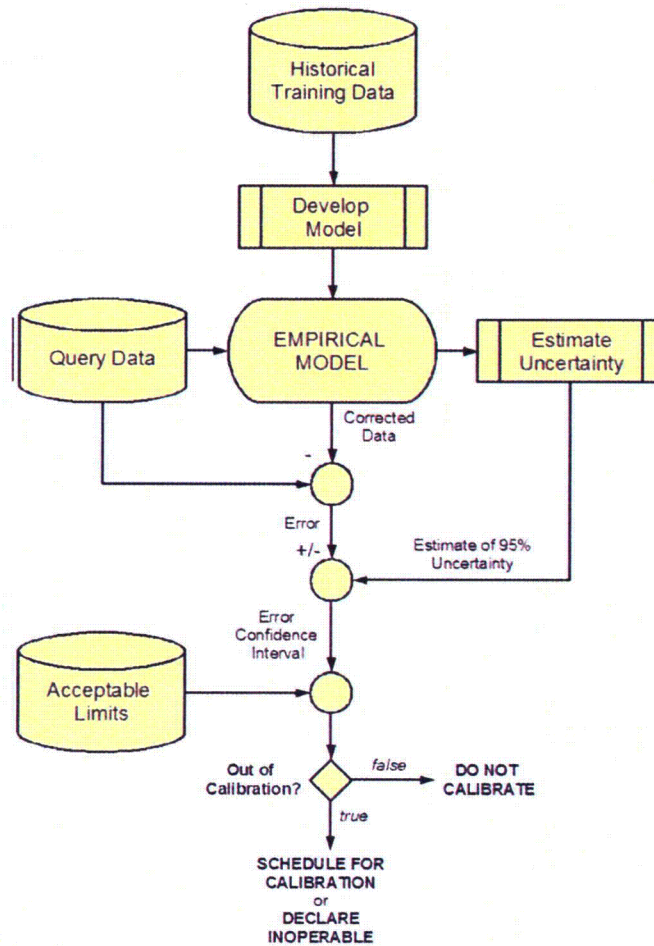 Historical
Training Data
Develop
Model
Query Data
EMPIRICAL
MODEL
Estimate
Uncertainty
Corrected
Data
-
Error
+/-
Estimate of 95%
Uncertainty
Error
Confidence
Interval
Acceptable
Limits
Out of
Calibration?
false
DO NOT
CALIBRATE
true
SCHEDULE FOR
CALIBRATION
or
DECLARE
INOPERABLE